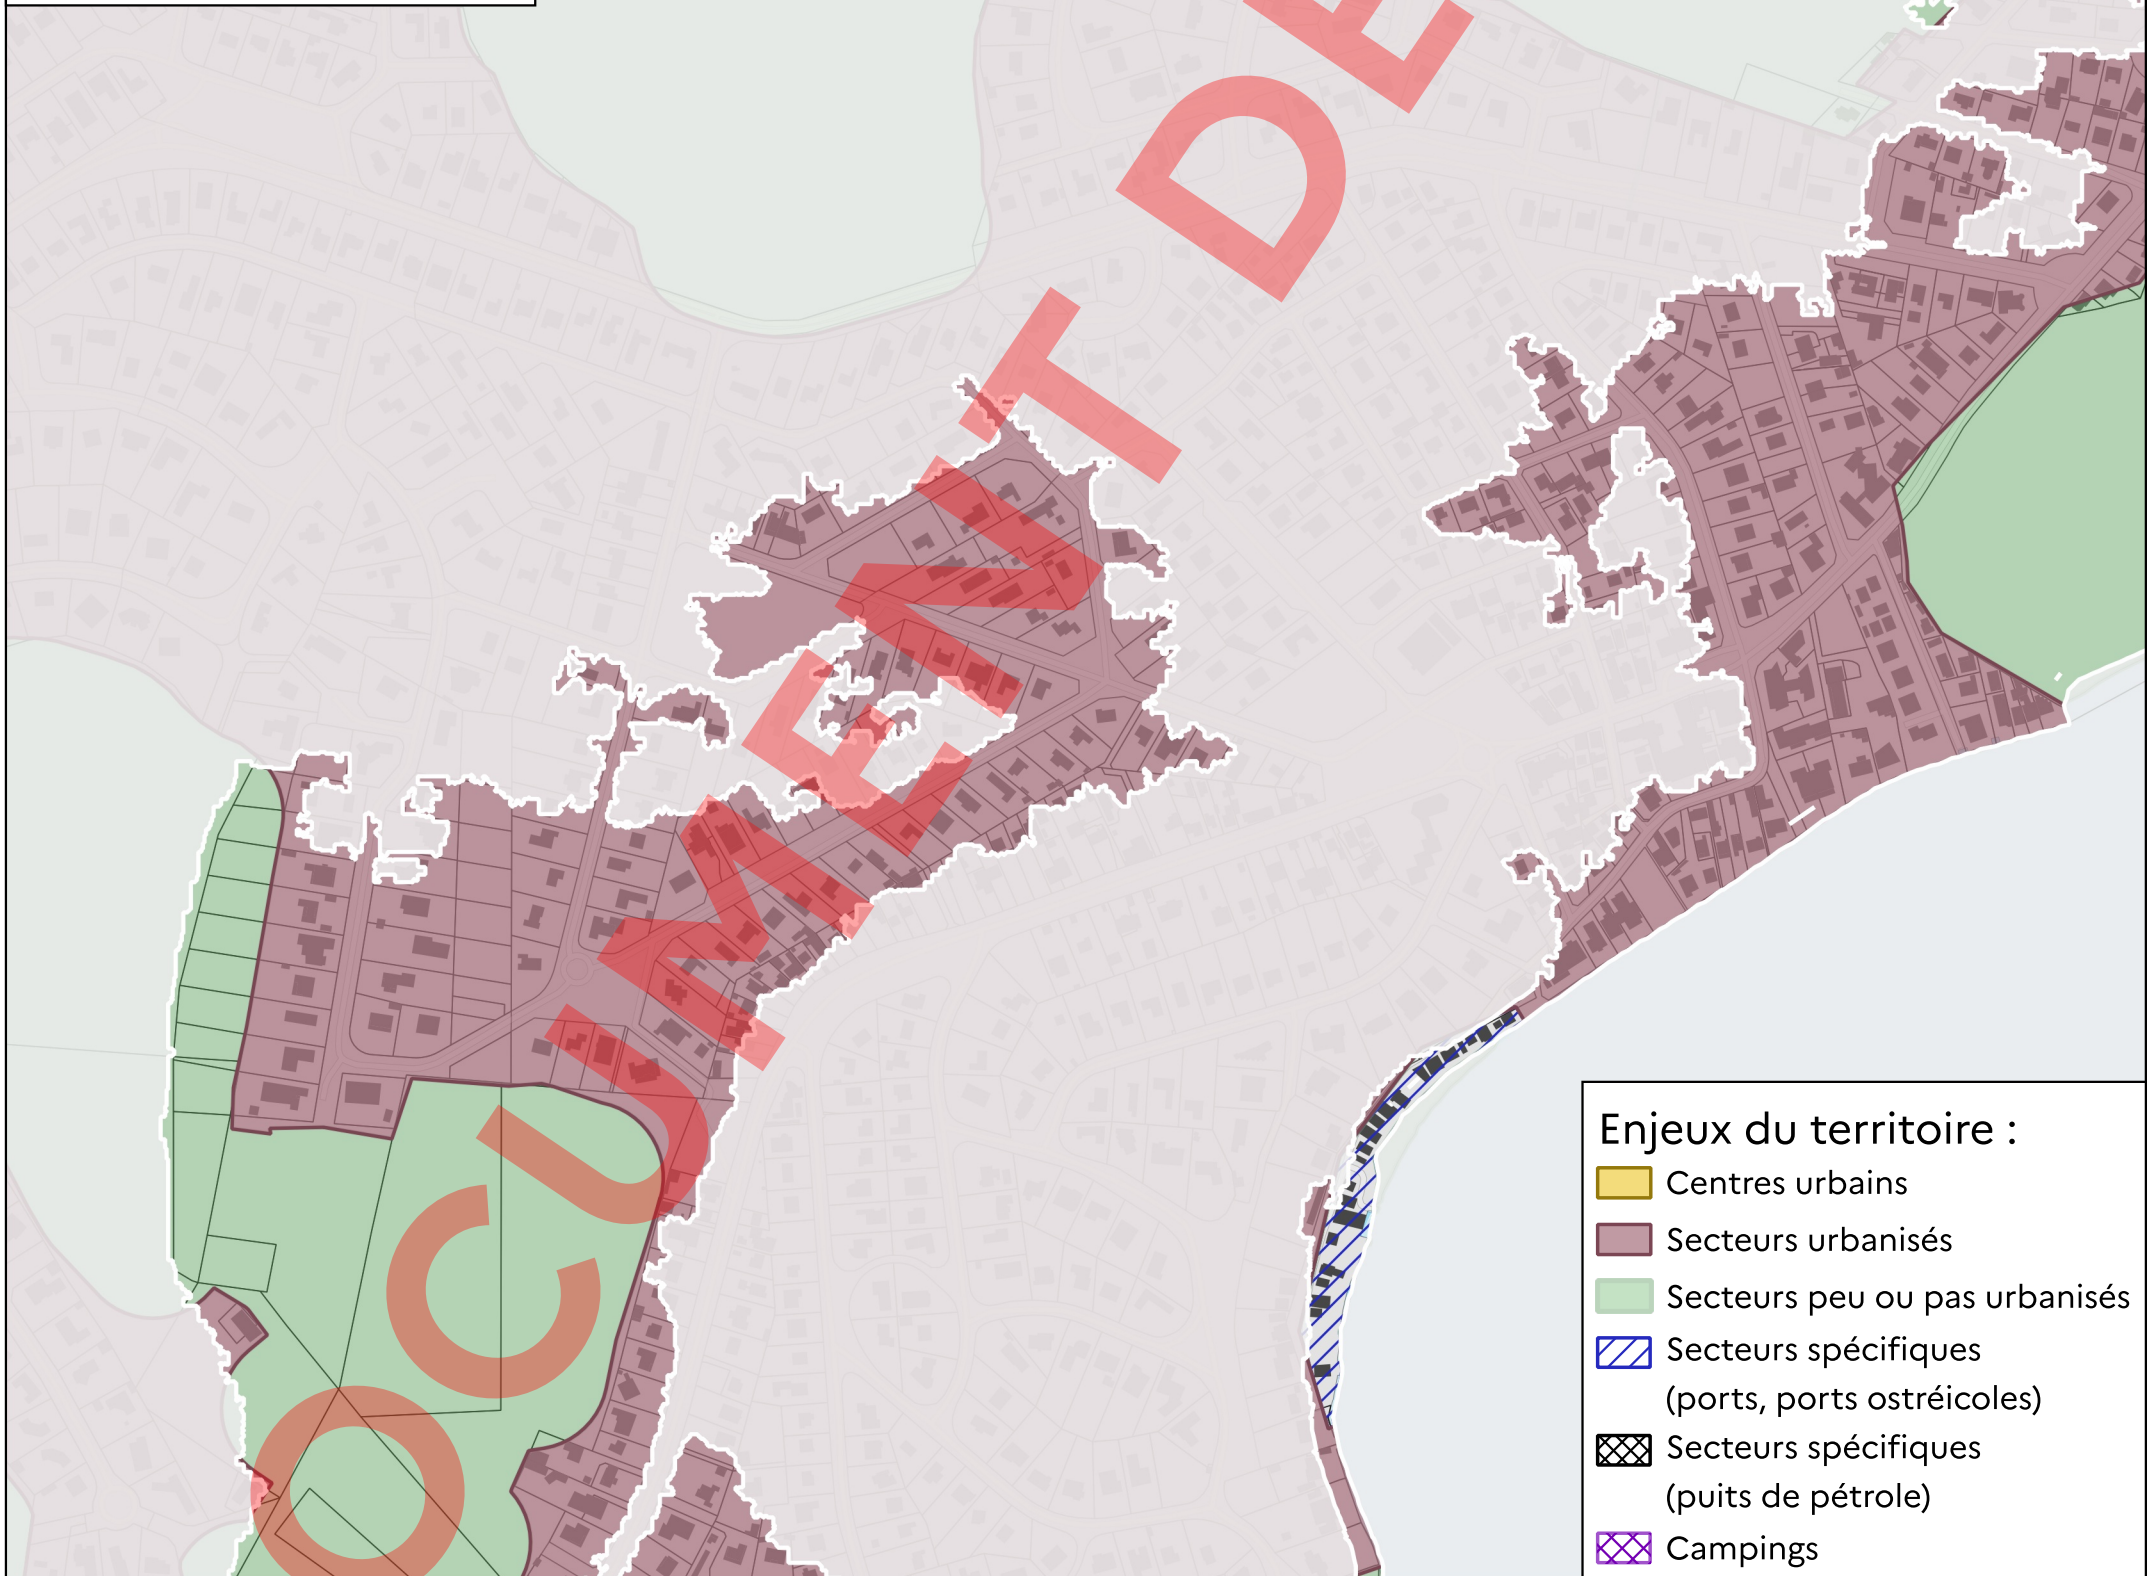 DOCUMENT DE
Enjeux du territoire :
Centres urbains
Secteurs urbanisés
Secteurs peu ou pas urbanisés
Secteurs spécifiques
(ports, ports ostréicoles)
Secteurs spécifiques
(puits de pétrole)
Campings